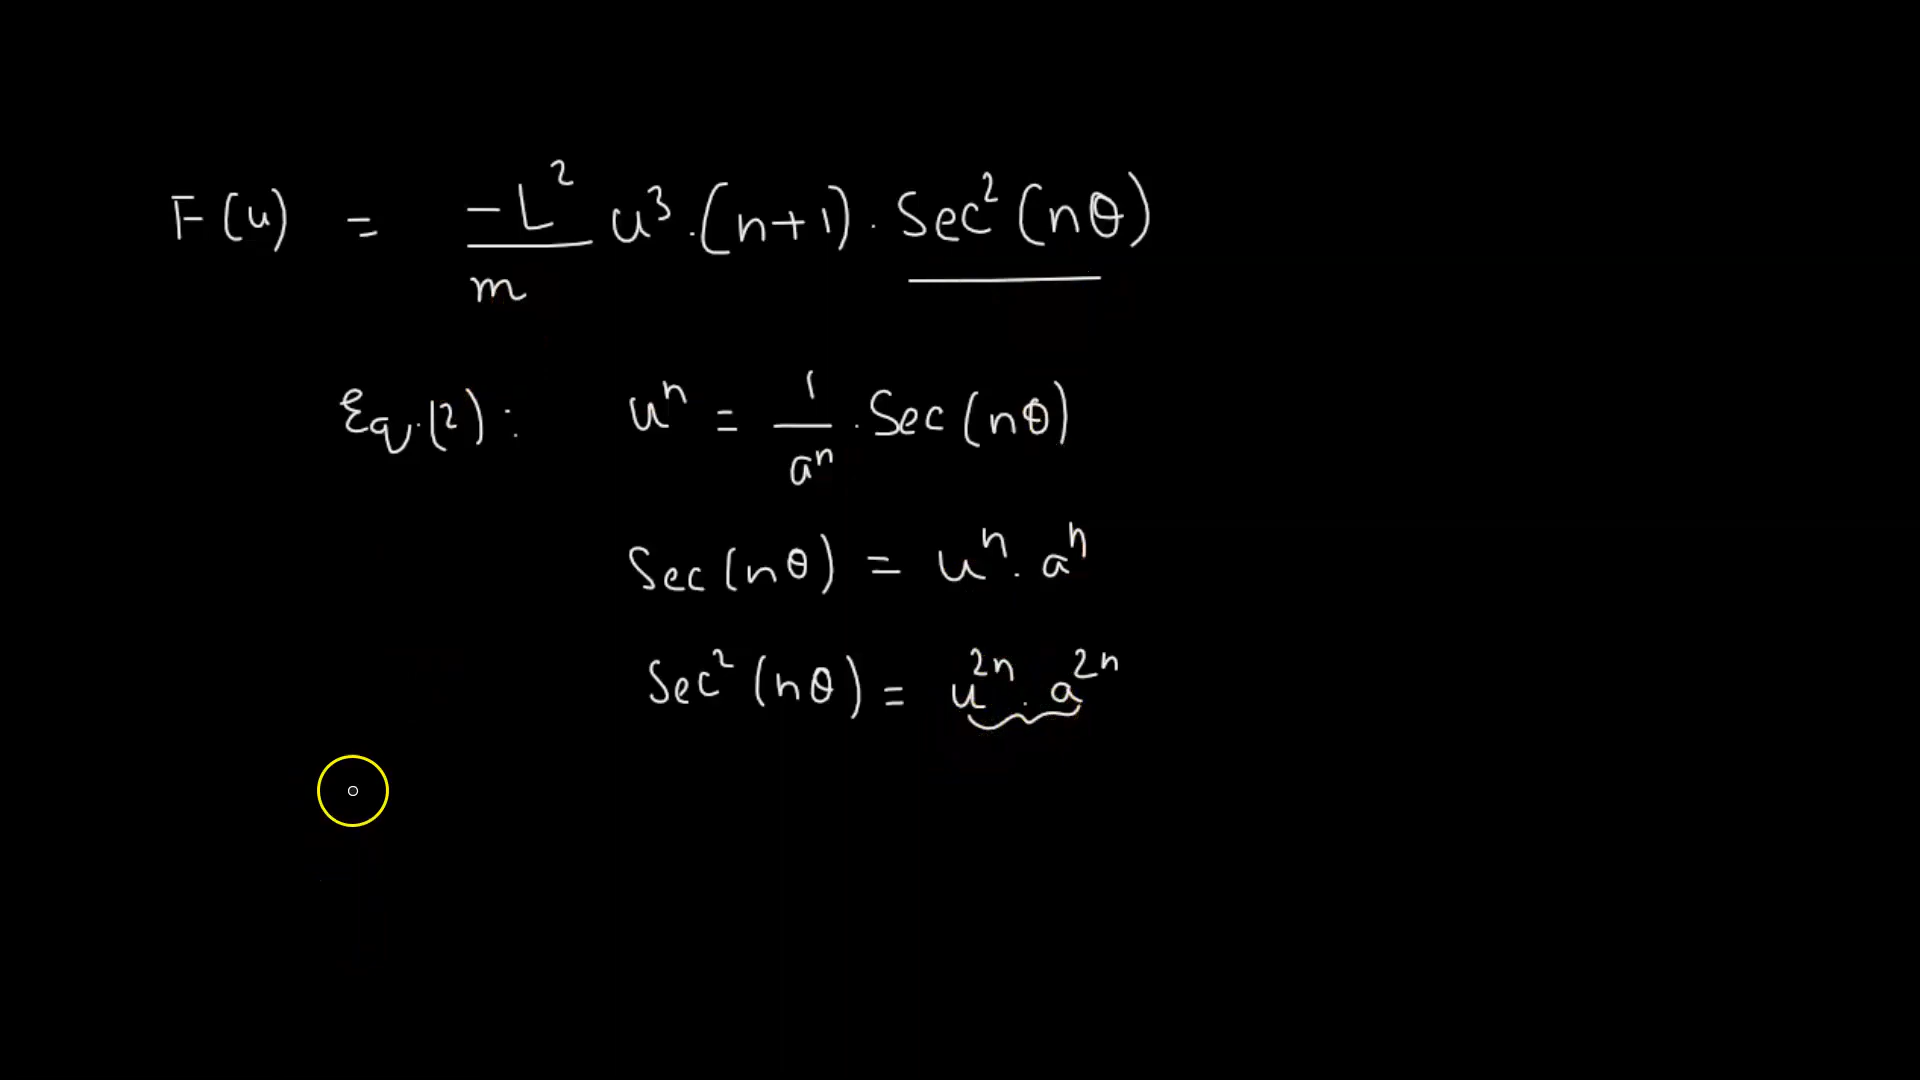 F(u) = -L²/m u³·(n+1)·Sec²(nθ)
Eq.(2): uⁿ = 1/aⁿ · Sec(nθ)
Sec(nθ) = uⁿ·aⁿ
Sec²(nθ) = u²ⁿ·a²ⁿ